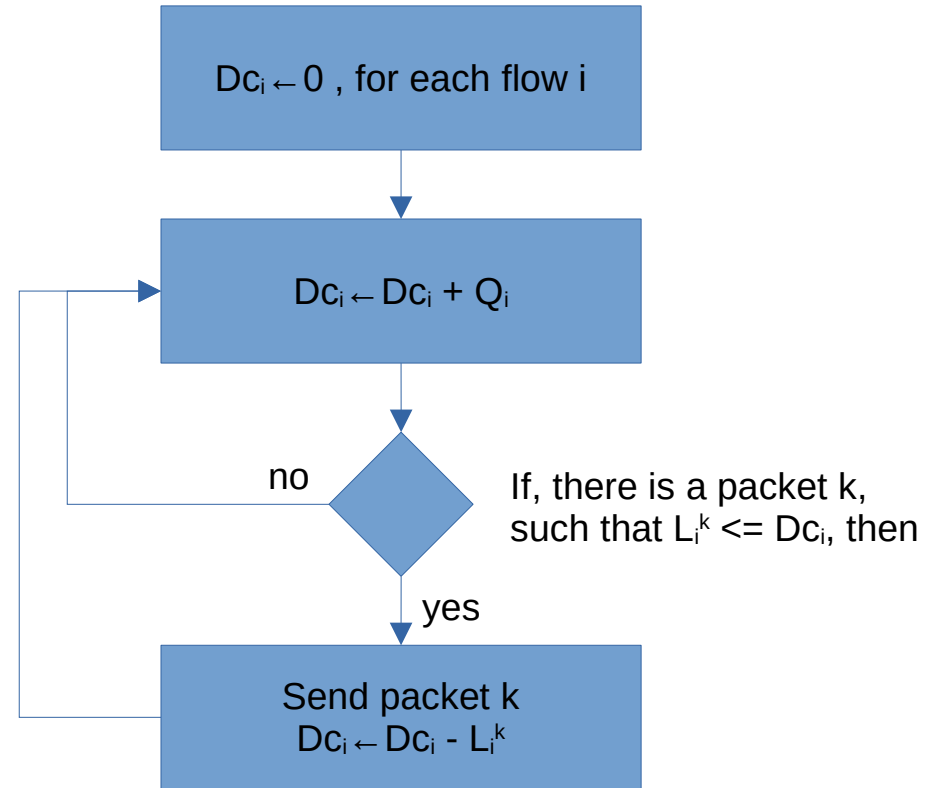 Dcᵢ←0 , for each flow i
Dcᵢ←Dcᵢ + Qᵢ
no
If, there is a packet k,
such that Lᵢᵏ <= Dcᵢ, then
yes
Send packet k
Dcᵢ←Dcᵢ - Lᵢᵏ